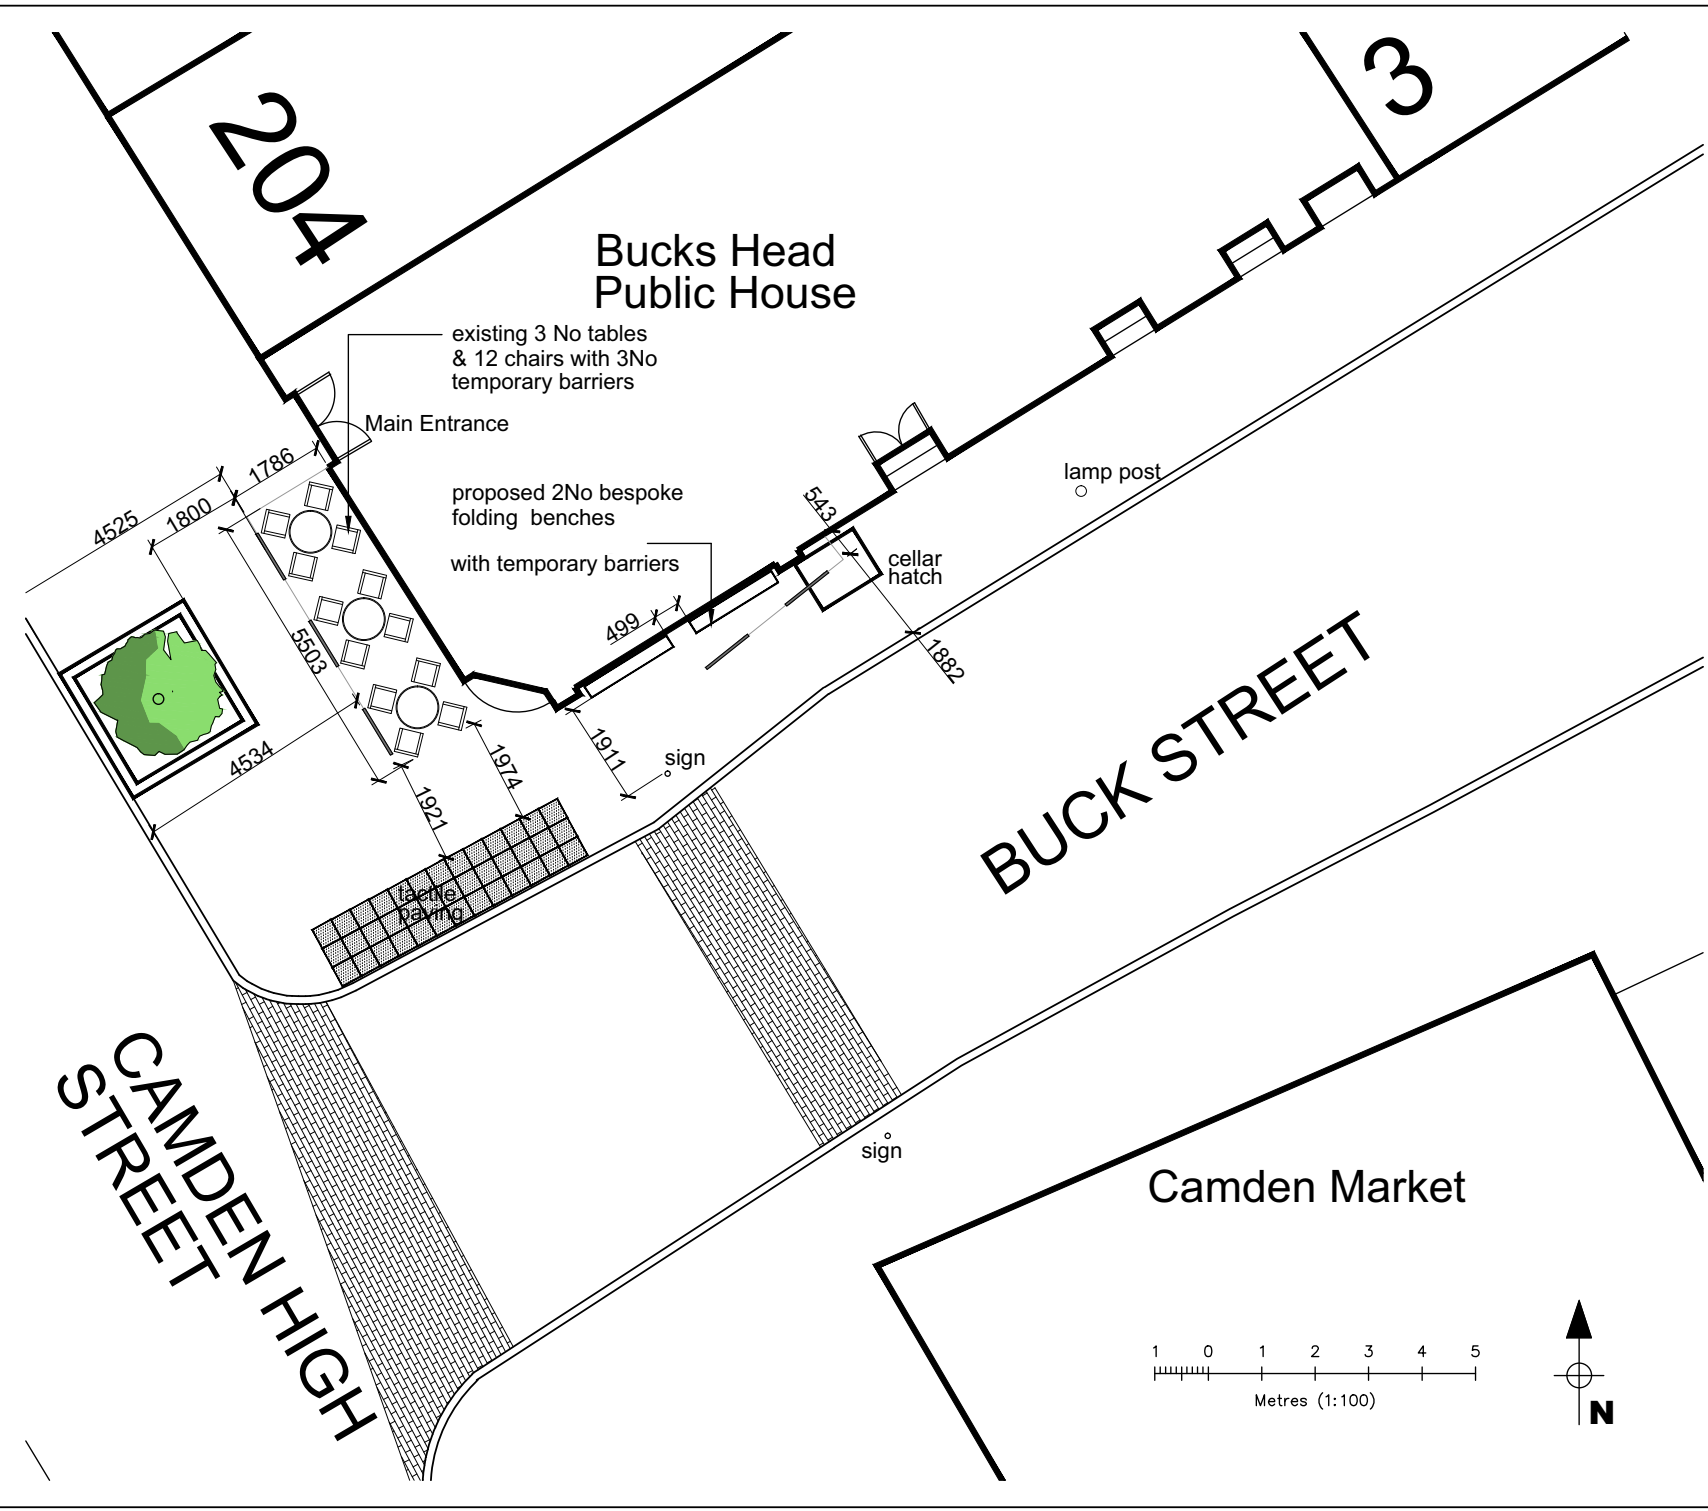 204
3
Bucks Head
Public House
existing 3 No tables
& 12 chairs with 3No
temporary barriers
Main Entrance
1786
4525
1800
proposed 2No bespoke
folding benches
with temporary barriers
543
lamp post
cellar
hatch
499
5503
1882
4534
1911
sign
1974
1921
tactile
paving
BUCK STREET
CAMDEN HIGH
STREET
sign
Camden Market
1 0 1 2 3 4 5
Metres (1:100)
N